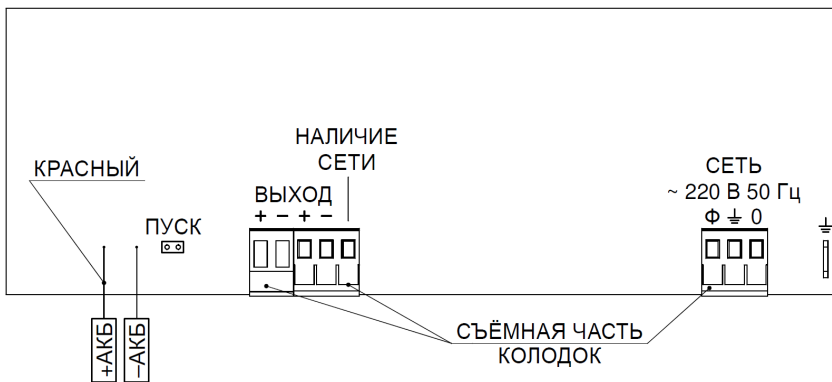 НАЛИЧИЕ
СЕТИ
КРАСНЫЙ
СЕТЬ
~ 220 В 50 Гц
ВЫХОД
+ − + −
Ф ⏚ 0
ПУСК
СЪЁМНАЯ ЧАСТЬ
КОЛОДОК
+АКБ
−АКБ